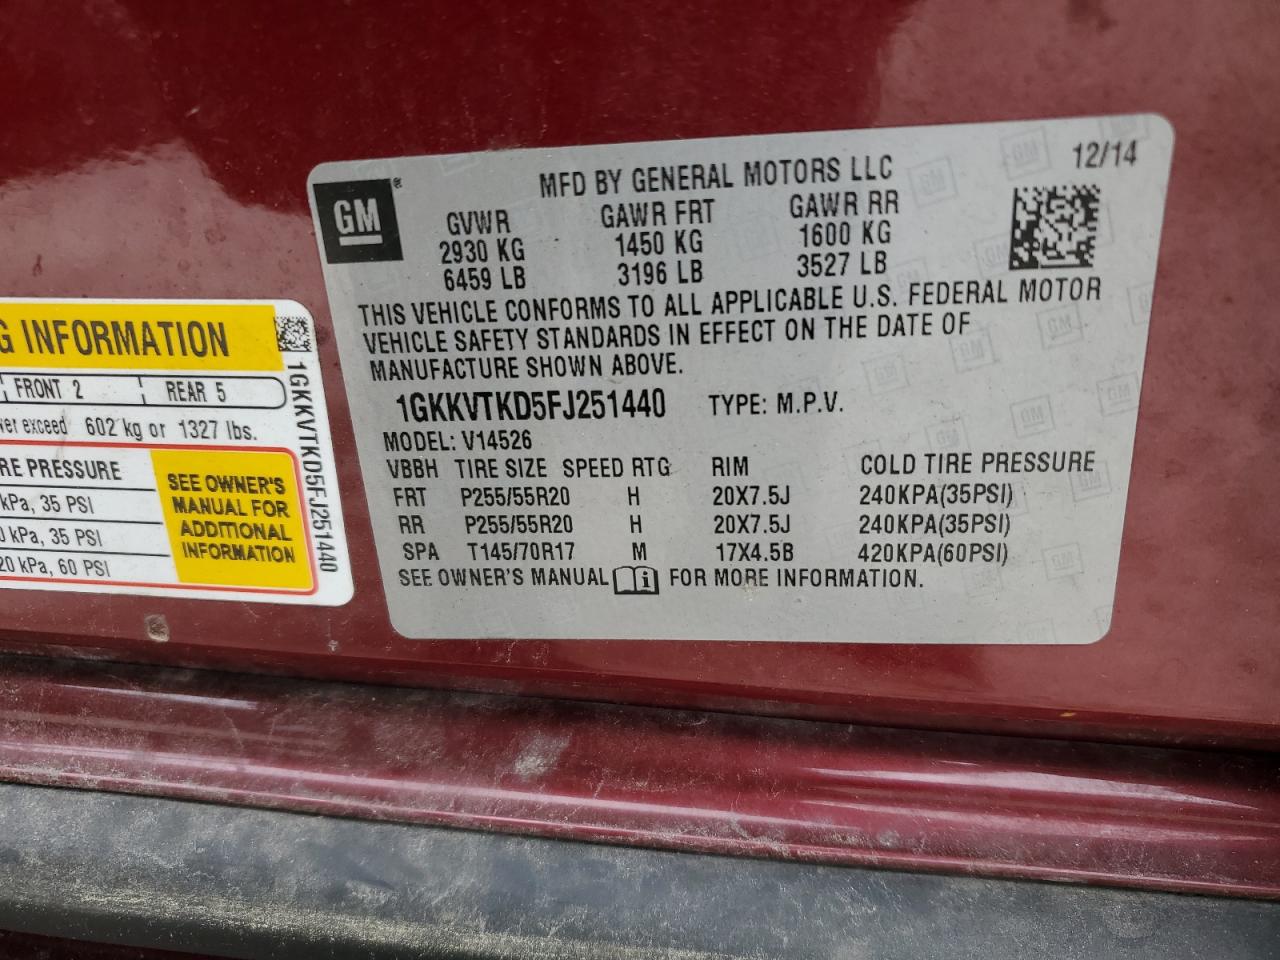 GM
®
MFD BY GENERAL MOTORS LLC
12/14
GVWR GAWR FRT GAWR RR
2930 KG 1450 KG 1600 KG
6459 LB 3196 LB 3527 LB
THIS VEHICLE CONFORMS TO ALL APPLICABLE U.S. FEDERAL MOTOR
VEHICLE SAFETY STANDARDS IN EFFECT ON THE DATE OF
MANUFACTURE SHOWN ABOVE.
1GKKVTKD5FJ251440 TYPE: M.P.V.
MODEL: V14526
VBBH TIRE SIZE SPEED RTG RIM COLD TIRE PRESSURE
FRT P255/55R20 H 20X7.5J 240KPA(35PSI)
RR P255/55R20 H 20X7.5J 240KPA(35PSI)
SPA T145/70R17 M 17X4.5B 420KPA(60PSI)
SEE OWNER'S MANUAL i FOR MORE INFORMATION.
G INFORMATION
FRONT 2 REAR 5
exceed 602 kg or 1327 lbs.
RE PRESSURE
kPa, 35 PSI
0 kPa, 35 PSI
20 kPa, 60 PSI
SEE OWNER'S
MANUAL FOR
ADDITIONAL
INFORMATION
1GKKVTKD5FJ251440